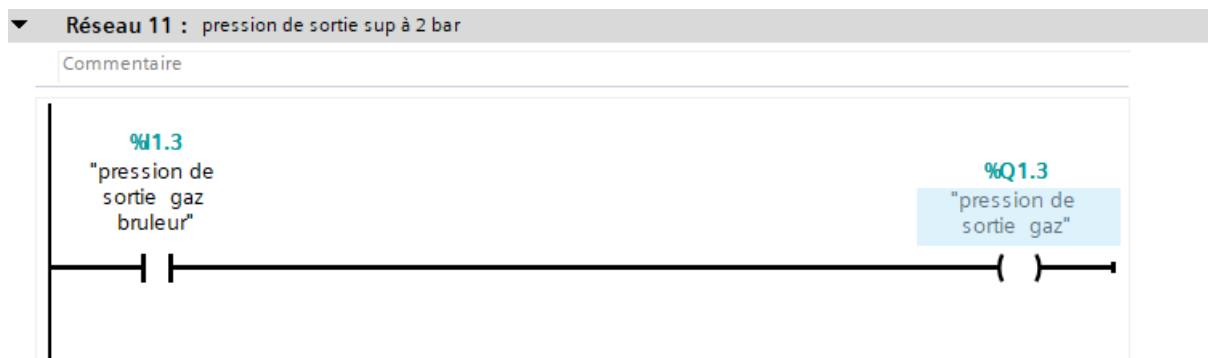 Réseau 11 : pression de sortie sup à 2 bar
Commentaire
%I1.3
"pression de
sortie gaz
bruleur"
%Q1.3
"pression de
sortie gaz"